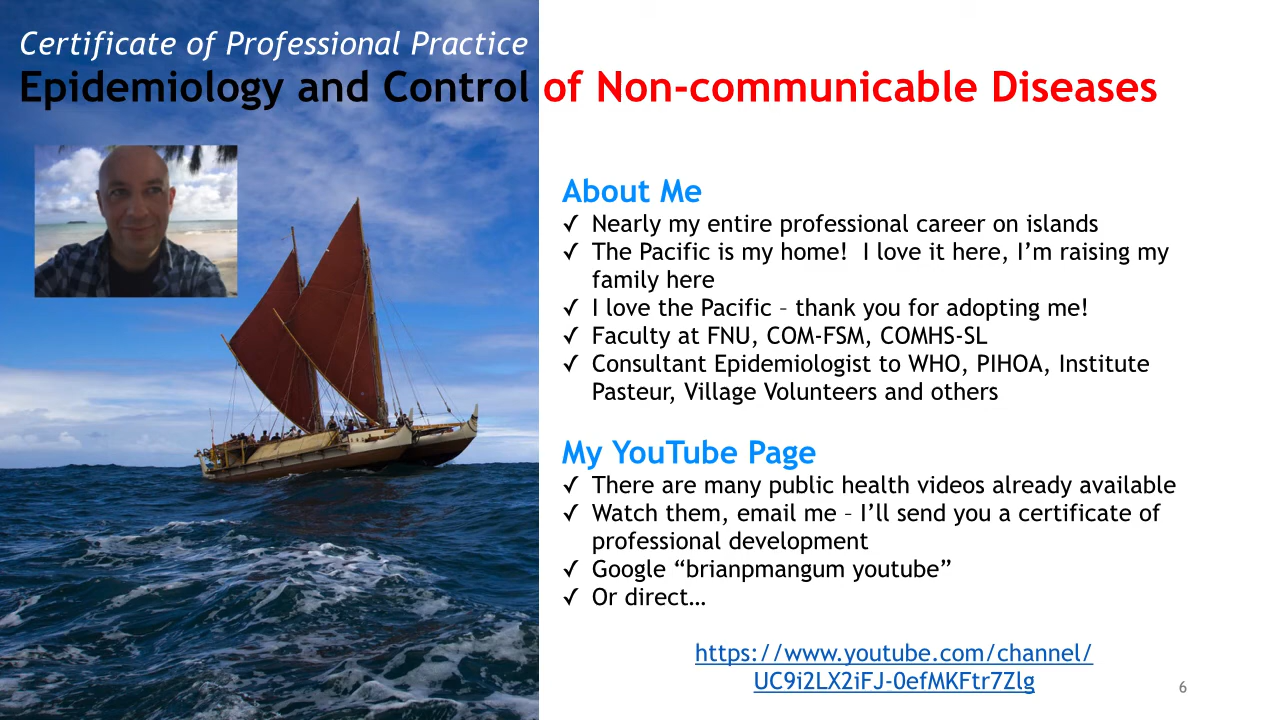 Certificate of Professional Practice
Epidemiology and Control of Non-communicable Diseases
About Me
✓ Nearly my entire professional career on islands
✓ The Pacific is my home!  I love it here, I’m raising my
family here
✓ I love the Pacific – thank you for adopting me!
✓ Faculty at FNU, COM-FSM, COMHS-SL
✓ Consultant Epidemiologist to WHO, PIHOA, Institute
Pasteur, Village Volunteers and others
My YouTube Page
✓ There are many public health videos already available
✓ Watch them, email me – I’ll send you a certificate of
professional development
✓ Google “brianpmangum youtube”
✓ Or direct…
https://www.youtube.com/channel/
UC9i2LX2iFJ-0efMKFtr7Zlg
6